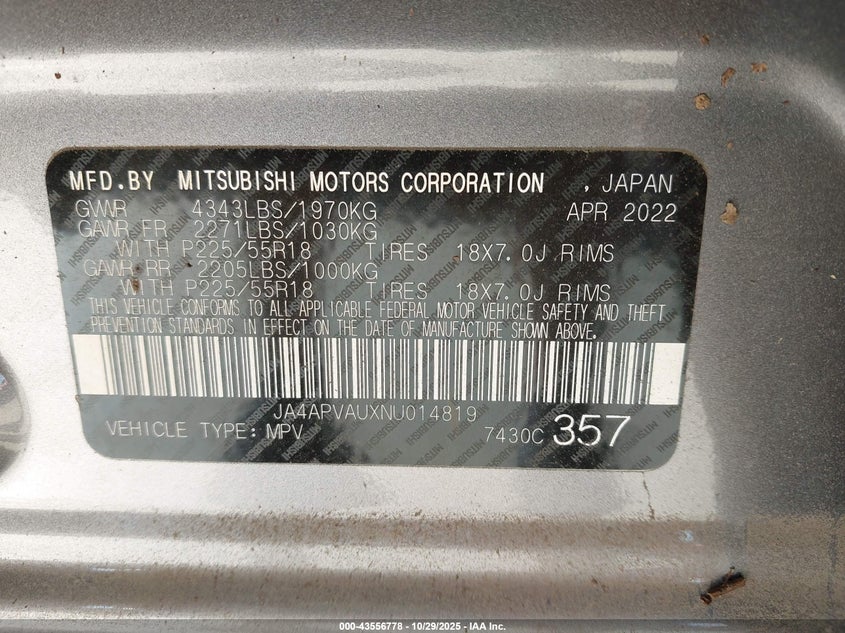 MFD.BY MITSUBISHI MOTORS CORPORATION , JAPAN
GVWR 4343LBS/1970KG APR 2022
GAWR FR 2271LBS/1030KG
WITH P225/55R18 TIRES 18X7.0J RIMS
GAWR RR 2205LBS/1000KG
WITH P225/55R18 TIRES 18X7.0J RIMS
THIS VEHICLE CONFORMS TO ALL APPLICABLE FEDERAL MOTOR VEHICLE SAFETY AND THEFT
PREVENTION STANDARDS IN EFFECT ON THE DATE OF MANUFACTURE SHOWN ABOVE.
JA4APVAUXNU014819
VEHICLE TYPE: MPV 7430C 357
000-43556778 - 10/29/2025 - IAA Inc.